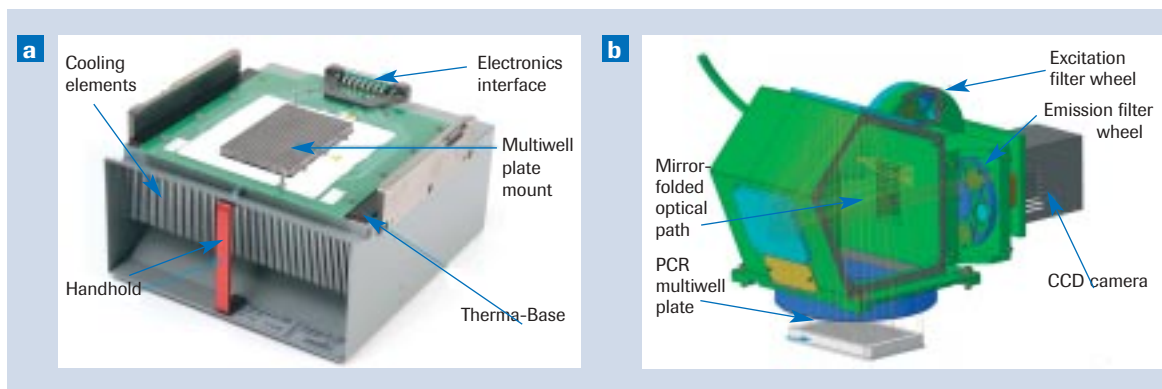 a
Cooling
elements
Electronics
interface
Multiwell
plate
mount
Handhold
Therma-Base
b
Excitation
filter wheel
Emission filter
wheel
Mirror-
folded
optical
path
PCR
multiwell
plate
CCD camera